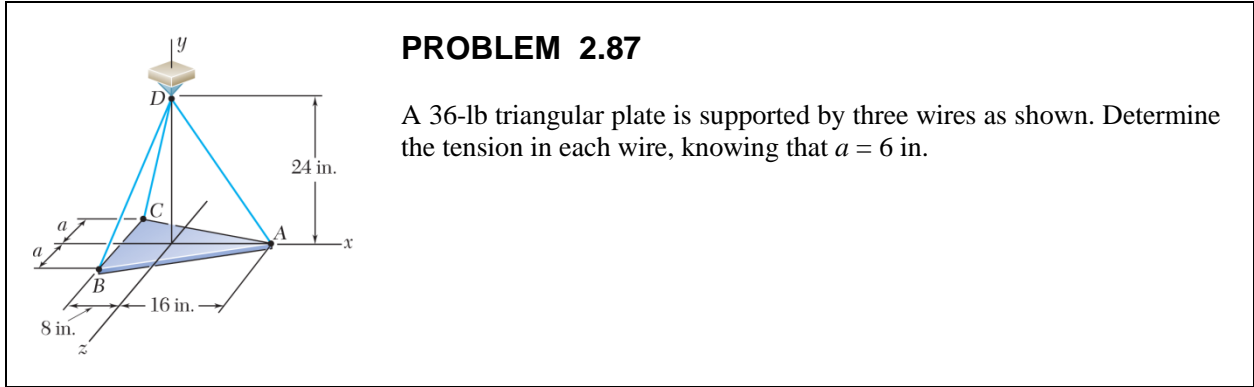 PROBLEM 2.87
A 36-lb triangular plate is supported by three wires as shown. Determine
the tension in each wire, knowing that a = 6 in.
y
D
24 in.
C
a
A
x
a
B
16 in.
8 in.
z